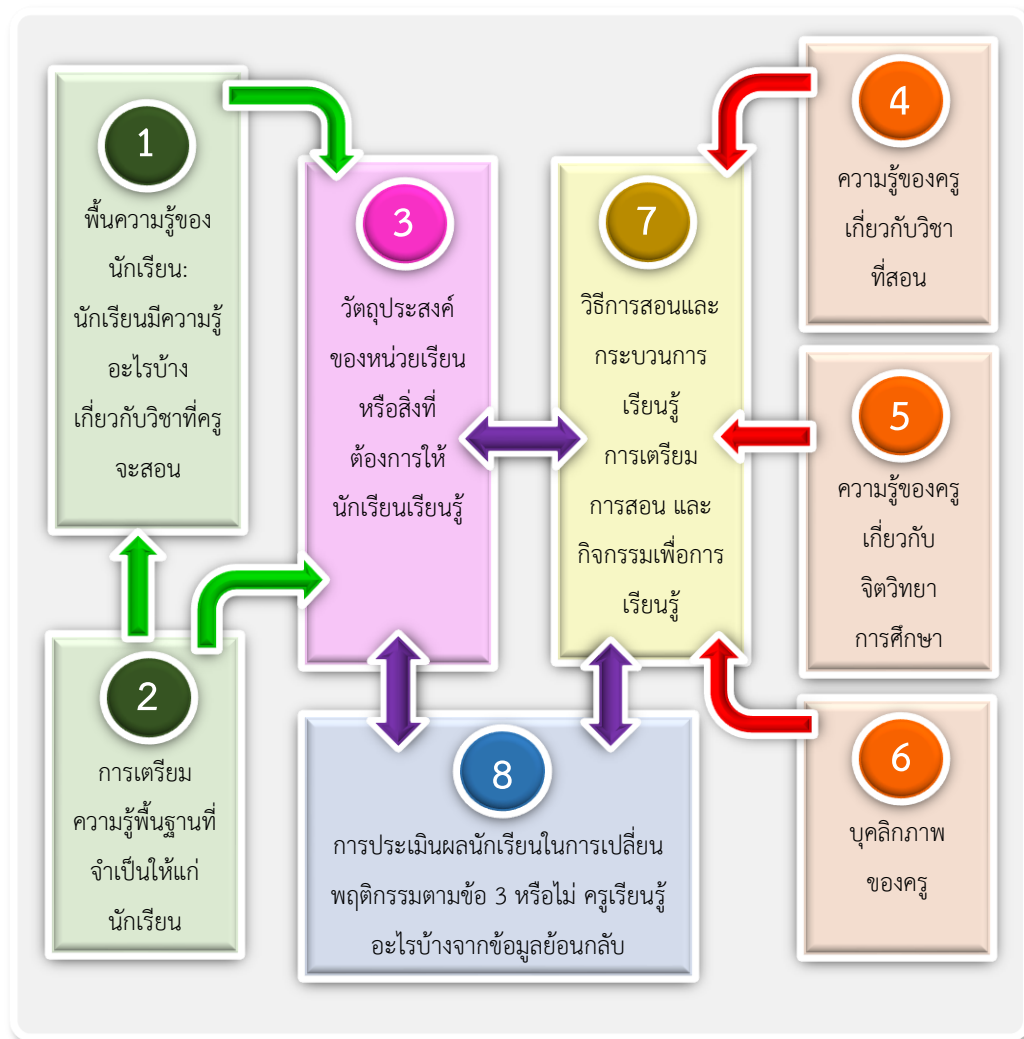 1
พื้นความรู้ของ
นักเรียน:
นักเรียนมีความรู้
อะไรบ้าง
เกี่ยวกับวิชาที่ครู
จะสอน
2
การเตรียม
ความรู้พื้นฐานที่
จำเป็นให้แก่
นักเรียน
3
วัตถุประสงค์
ของหน่วยเรียน
หรือสิ่งที่
ต้องการให้
นักเรียนเรียนรู้
7
วิธีการสอนและ
กระบวนการ
เรียนรู้
การเตรียม
การสอน และ
กิจกรรมเพื่อการ
เรียนรู้
4
ความรู้ของครู
เกี่ยวกับวิชา
ที่สอน
5
ความรู้ของครู
เกี่ยวกับ
จิตวิทยา
การศึกษา
6
บุคลิกภาพ
ของครู
8
การประเมินผลนักเรียนในการเปลี่ยน
พฤติกรรมตามข้อ 3 หรือไม่ ครูเรียนรู้
อะไรบ้างจากข้อมูลย้อนกลับ